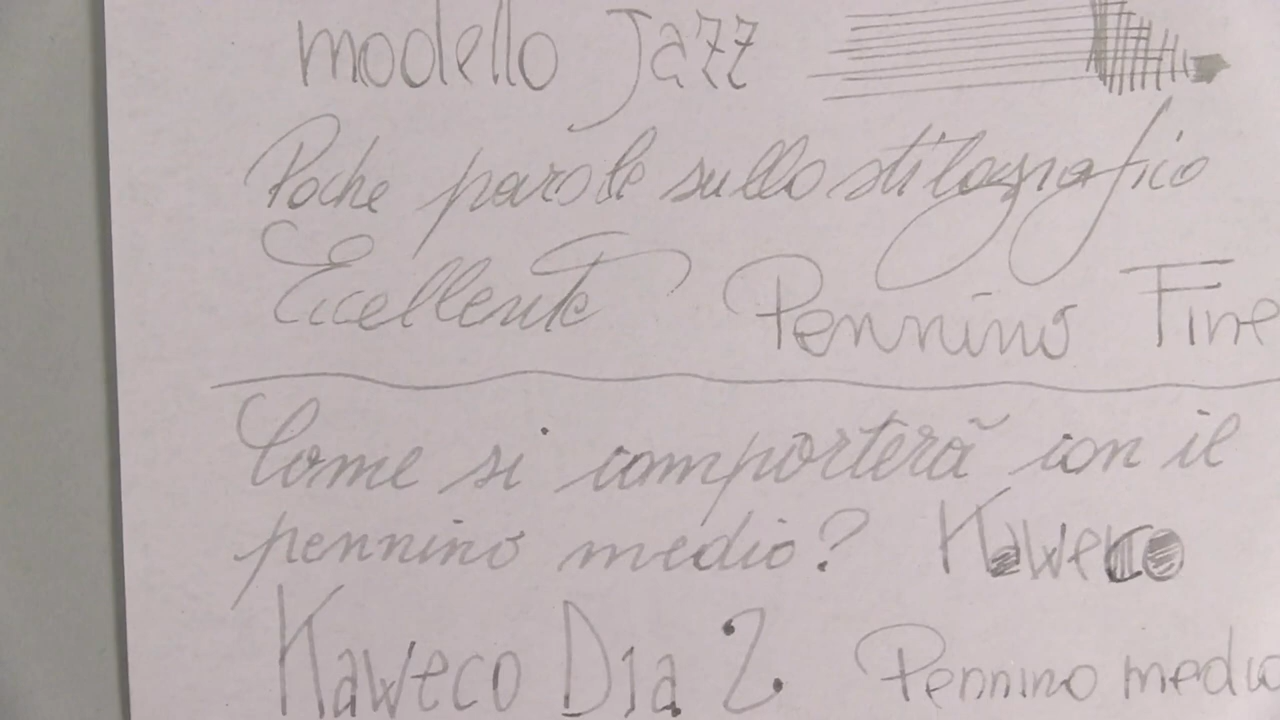 modello Jazz
Poche parole sullo stilografico
Eccellente Pennino Fine
Come si comporterà con il
pennino medio? Kaweco
Kaweco Dia 2. Pennino medio